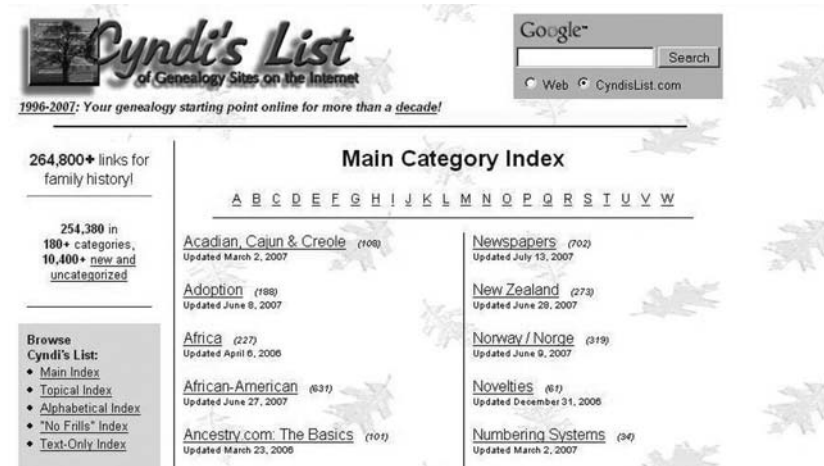 Cyndi's List
of Genealogy Sites on the Internet
1996-2007: Your genealogy starting point online for more than a decade!
Google™
Search
Web CyndisList.com
264,800+ links for
family history!
254,380 in
180+ categories,
10,400+ new and
uncategorized
Browse
Cyndi's List:
Main Index
Topical Index
Alphabetical Index
"No Frills" Index
Text-Only Index
Main Category Index
A B C D E F G H I J K L M N O P Q R S T U V W
Acadian, Cajun & Creole (108)
Updated March 2, 2007
Adoption (188)
Updated June 8, 2007
Africa (227)
Updated April 6, 2006
African-American (631)
Updated June 27, 2007
Ancestry.com: The Basics (101)
Updated March 23, 2006
Newspapers (702)
Updated July 13, 2007
New Zealand (273)
Updated June 28, 2007
Norway / Norge (319)
Updated June 9, 2007
Novelties (61)
Updated December 31, 2006
Numbering Systems (34)
Updated March 2, 2007